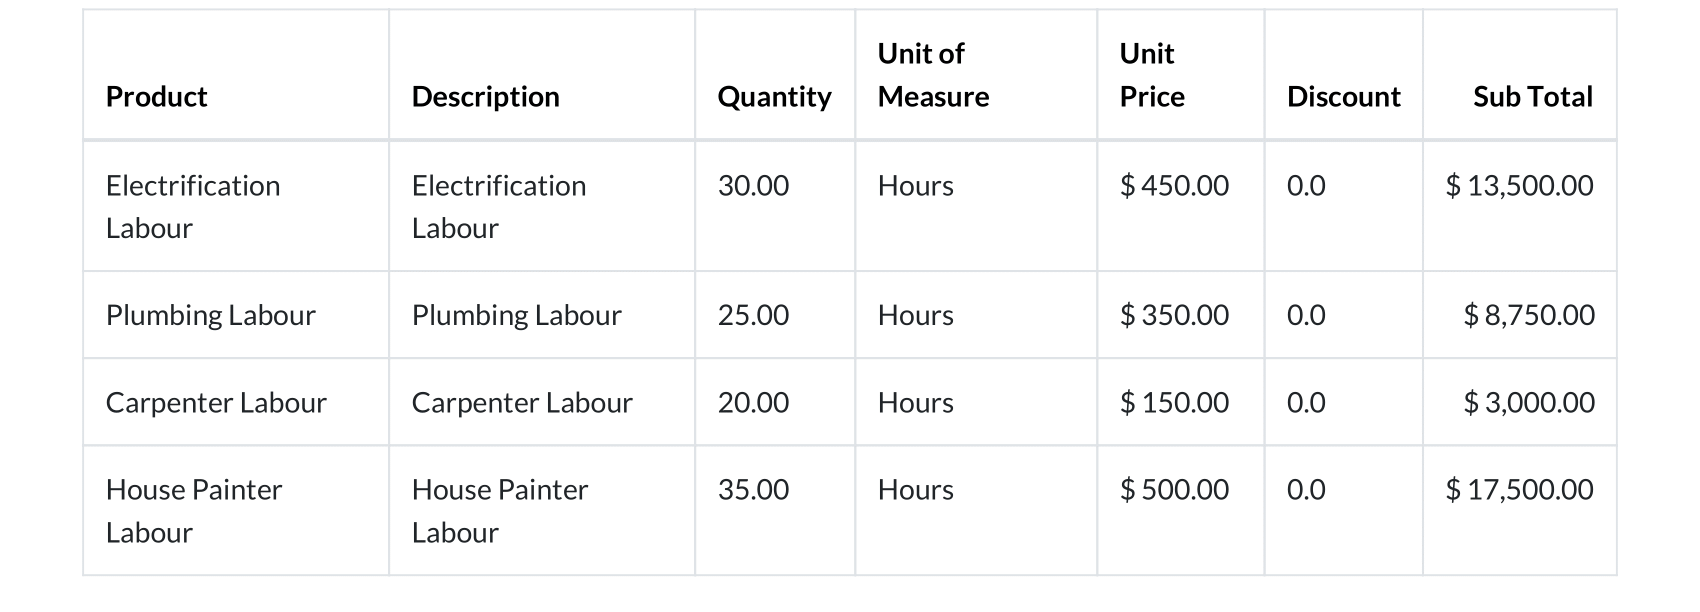 Product Description Quantity Unit of Measure Unit Price Discount Sub Total
Electrification Labour Electrification Labour 30.00 Hours $ 450.00 0.0 $ 13,500.00
Plumbing Labour Plumbing Labour 25.00 Hours $ 350.00 0.0 $ 8,750.00
Carpenter Labour Carpenter Labour 20.00 Hours $ 150.00 0.0 $ 3,000.00
House Painter Labour House Painter Labour 35.00 Hours $ 500.00 0.0 $ 17,500.00